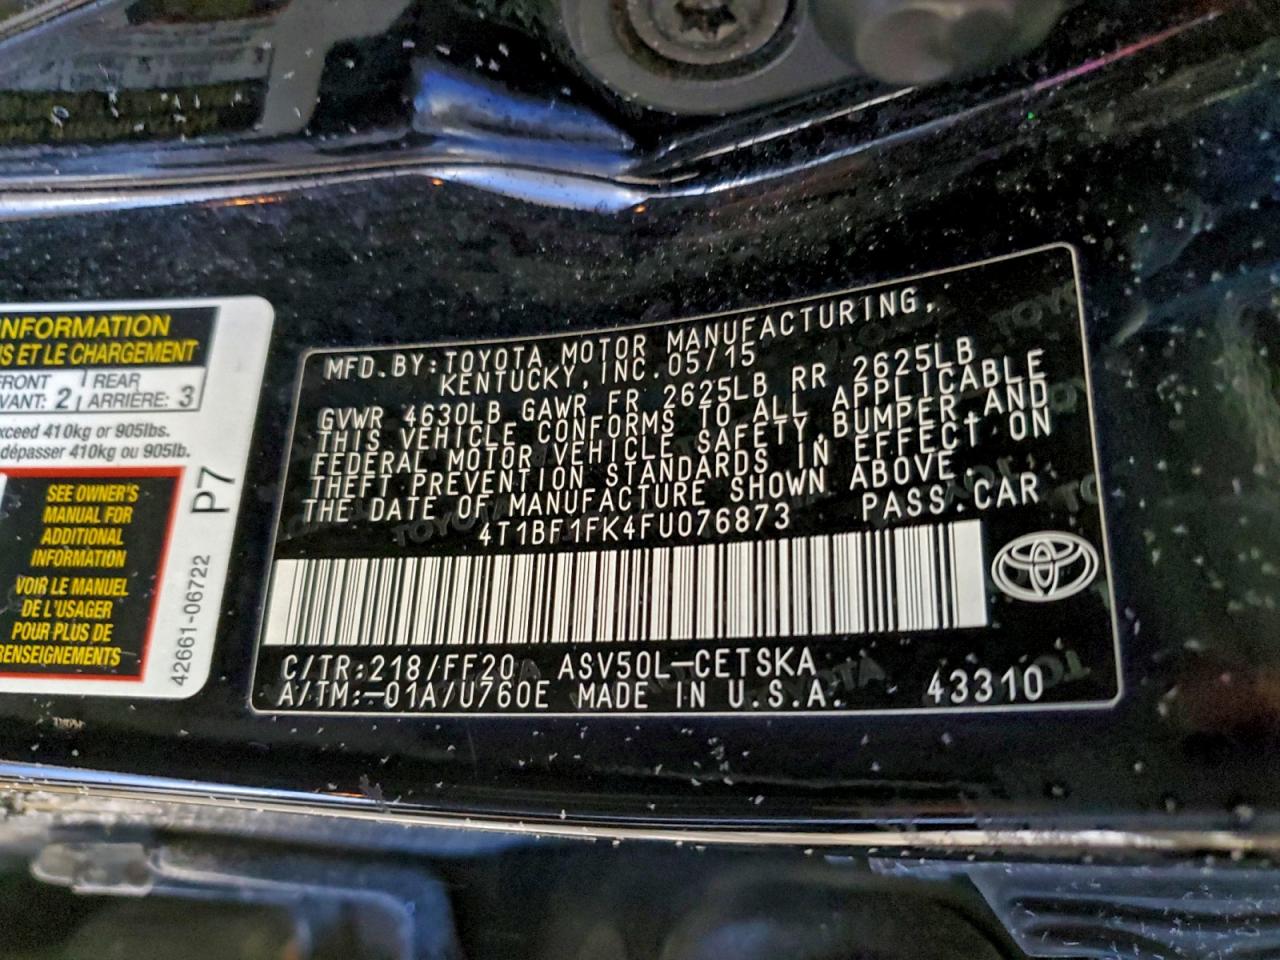 INFORMATION
NS ET LE CHARGEMENT
FRONT 2 REAR 3
VANT: ARRIÈRE:
xceed 410kg or 905lbs.
dépasser 410kg ou 905lb.
SEE OWNER'S
MANUAL FOR
ADDITIONAL
INFORMATION
VOIR LE MANUEL
DE L'USAGER
POUR PLUS DE
RENSEIGNEMENTS
P7
42661-06722
MFD.BY:TOYOTA MOTOR MANUFACTURING,
KENTUCKY,INC.05/15
GVWR 4630LB GAWR FR 2625LB RR 2625LB
THIS VEHICLE CONFORMS TO ALL APPLICABLE
FEDERAL MOTOR VEHICLE SAFETY,BUMPER,AND
THEFT PREVENTION STANDARDS IN EFFECT ON
THE DATE OF MANUFACTURE SHOWN ABOVE.
4T1BF1FK4FU076873 PASS.CAR
C/TR:218/FF20 ASV50L-CETSKA
A/TM:-01A/U760E MADE IN U.S.A. 43310